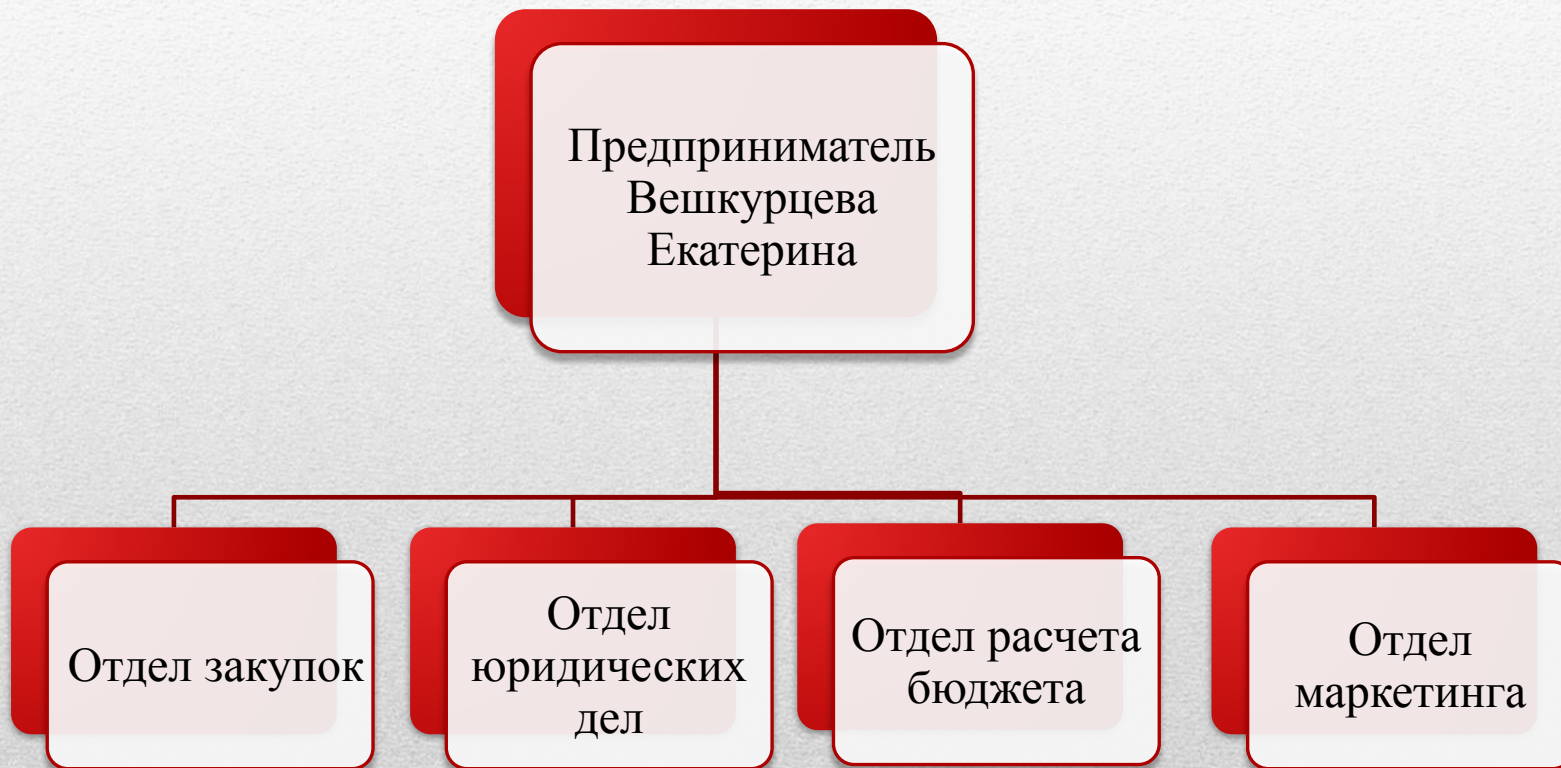 Предприниматель
Вешкурцева
Екатерина
Отдел закупок
Отдел
юридических
дел
Отдел расчета
бюджета
Отдел
маркетинга